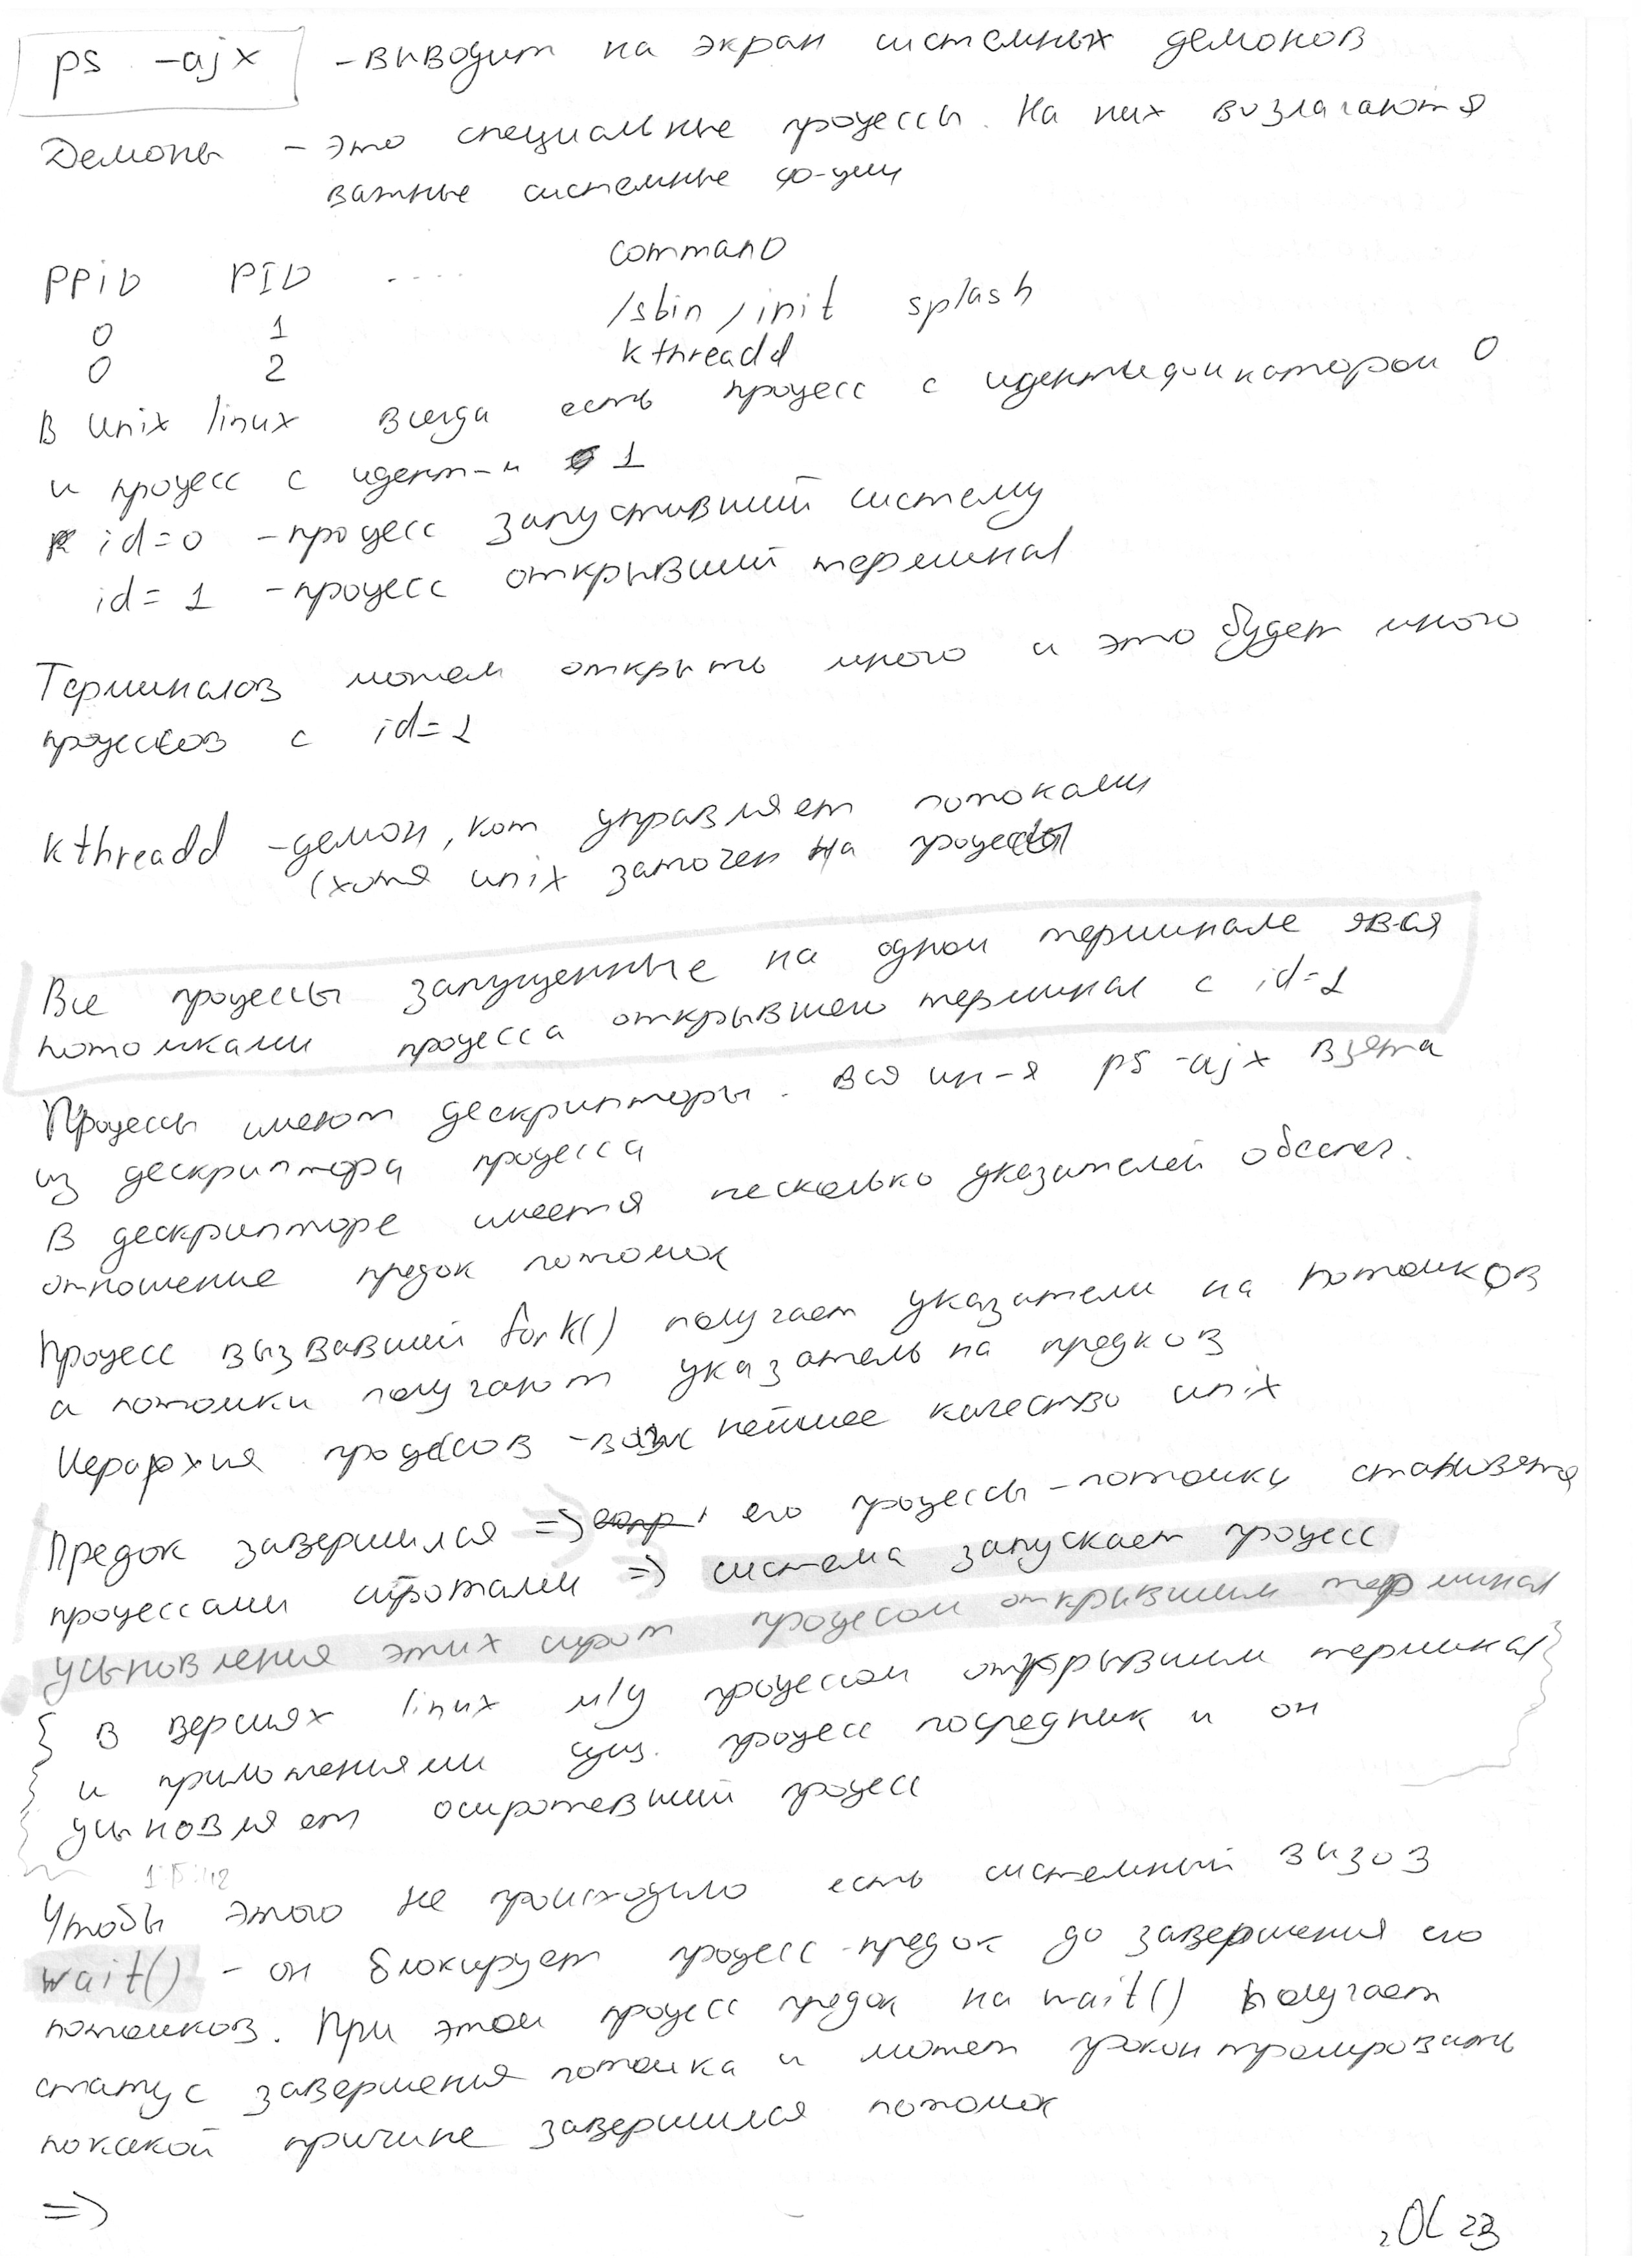 ps -ajx - выводит на экран системных демонов
Демоны - это специальные процессы. На них возлагаются
важные системные ф-ции
PPID PID .... command
0 1 /sbin/init splash
0 2 kthreadd
В Unix linux всегда есть процесс с идентификатором 0
и процесс с идент-м 1
id=0 - процесс запустивший систему
id=1 - процесс открывший терминал
Терминалов можем открыть много и это будет много
процессов с id=1
kthreadd - демон, кот управляет потоками
(хотя unix заточен на процессы)
Все процессы запущенные на одном терминале яв-ся
потомками процесса открывшего терминал с id=1
Процессы имеют дескрипторы. Вся ин-я ps -ajx взята
из дескриптора процесса
В дескрипторе имеется несколько указателей обеспеч.
отношение предок потомок
Процесс вызвавший fork() получает указатели на потомков
а потомки получают указатель на предков
Иерархия процессов - важнейшее качество unix
Предок завершился => его процессы-потомки становятся
процессами сиротами => система запускает процесс
усыновления этих сирот процесом открывшим терминал
в версиях linux м/у процессом открывшим терминал
и приложениями сущ. процесс посредник и он
усыновляет осиротевший процесс
Чтобы этого не происходило есть системный вызов
wait() - он блокирует процесс-предок до завершения его
потомков. При этом процесс предок на wait() получает
статус завершения потомка и может проконтролировать
по какой причине завершился потомок
=>
ОС 23